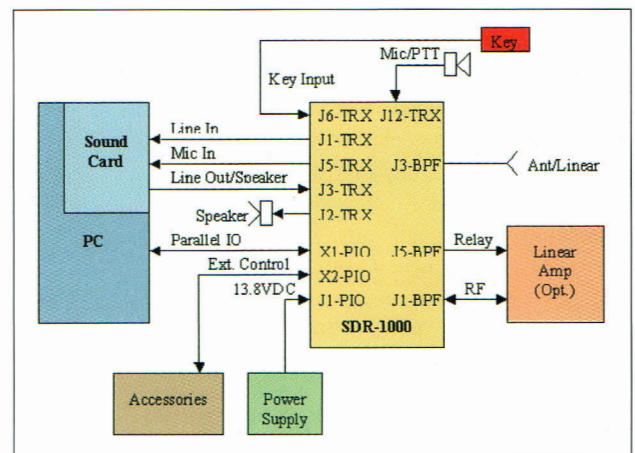 Key
Mic/PTT
Key Input
J6-TRX J12-TRX
Sound Card
Line In
J1-TRX
Mic In
J5-TRX
J3-BPF
Ant/Linear
Line Out/Speaker
J3-TRX
Speaker
J2-TRX
PC
Parallel IO
X1-PIO
J5-BPF
Relay
Linear
Amp
(Opt.)
Ext. Control
X2-PIO
13.8VDC
J1-PIO
J1-BPF
RF
SDR-1000
Accessories
Power
Supply